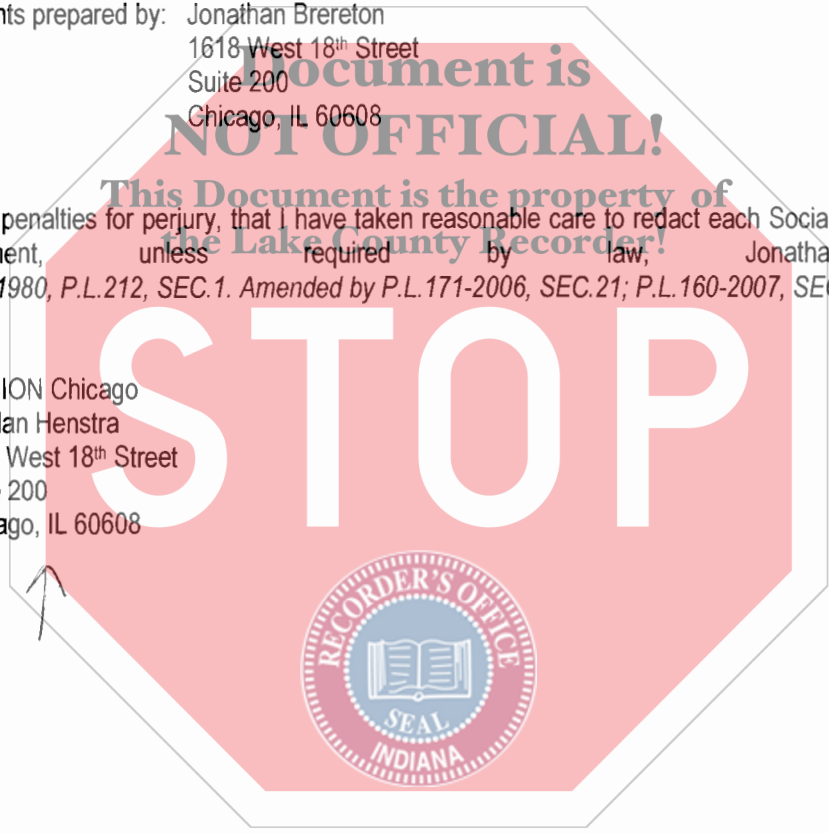 nts prepared by: Jonathan Brereton
1618 West 18th Street
Suite 200
Chicago, IL 60608
Document is
NOT OFFICIAL!
This Document is the property of
the Lake County Recorder!
penalties for perjury, that I have taken reasonable care to redact each Socia
ent, unless required by law, Jonatha
1980, P.L.212, SEC.1. Amended by P.L.171-2006, SEC.21; P.L.160-2007, SEC
STOP
ION Chicago
an Henstra
West 18th Street
200
ago, IL 60608
RECORDER'S OFFICE
SEAL
INDIANA